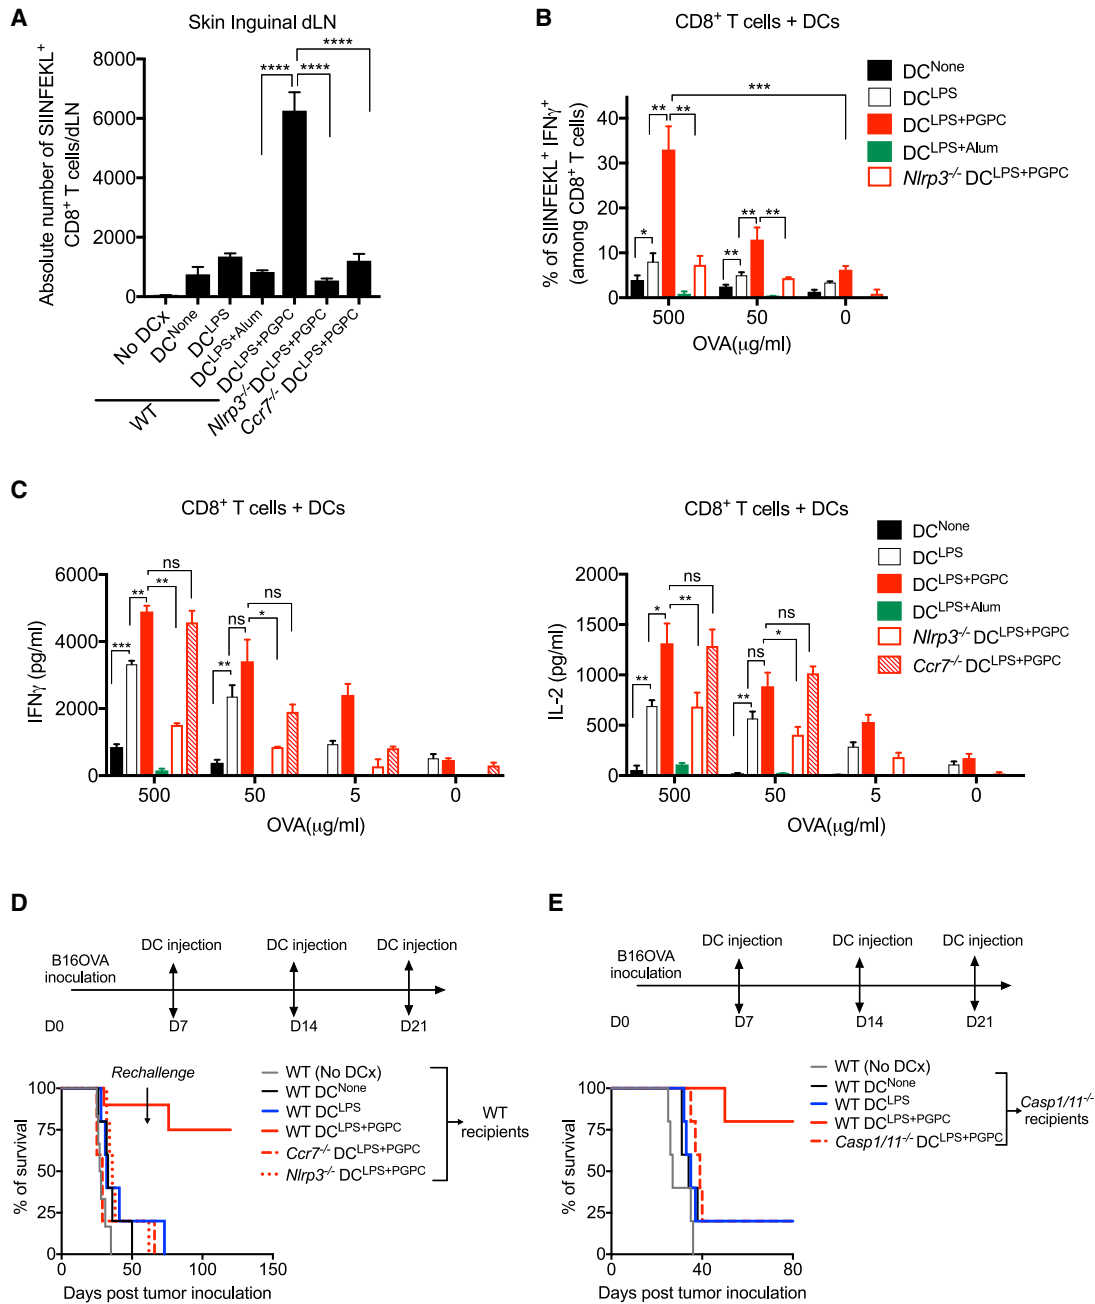 A
Skin Inguinal dLN
Absolute number of SIINFEKL+
CD8+ T cells/dLN
8000
6000
4000
2000
0
****
****
****
No DCx
DCNone
DCLPS
DCLPS+Alum
DCLPS+PGPC
Nlrp3-/-DCLPS+PGPC
Ccr7-/- DCLPS+PGPC
WT
B
CD8+ T cells + DCs
% of SIINFEKL+ IFNγ+
(among CD8+ T cells)
40
30
20
10
0
***
** **
*
** **
**
500 50 0
OVA(μg/ml)
DCNone
DCLPS
DCLPS+PGPC
DCLPS+Alum
Nlrp3-/- DCLPS+PGPC
C
CD8+ T cells + DCs
IFNγ (pg/ml)
6000
4000
2000
0
ns
** **
***
ns
ns *
**
500 50 5 0
OVA(μg/ml)
CD8+ T cells + DCs
IL-2 (pg/ml)
2000
1500
1000
500
0
ns
* **
**
ns
ns *
**
500 50 5 0
OVA(μg/ml)
DCNone
DCLPS
DCLPS+PGPC
DCLPS+Alum
Nlrp3-/- DCLPS+PGPC
Ccr7-/- DCLPS+PGPC
D
DC injection DC injection DC injection
B16OVA
inoculation
D0 D7 D14 D21
% of survival
100
75
50
25
0
Rechallenge
0 50 100 150
Days post tumor inoculation
WT (No DCx)
WT DCNone
WT DCLPS
WT DCLPS+PGPC
Ccr7-/- DCLPS+PGPC
Nlrp3-/- DCLPS+PGPC
WT
recipients
E
DC injection DC injection DC injection
B16OVA
inoculation
D0 D7 D14 D21
% of survival
100
75
50
25
0
0 40 80
Days post tumor inoculation
WT (No DCx)
WT DCNone
WT DCLPS
WT DCLPS+PGPC
Casp1/11-/- DCLPS+PGPC
Casp1/11-/-
recipients